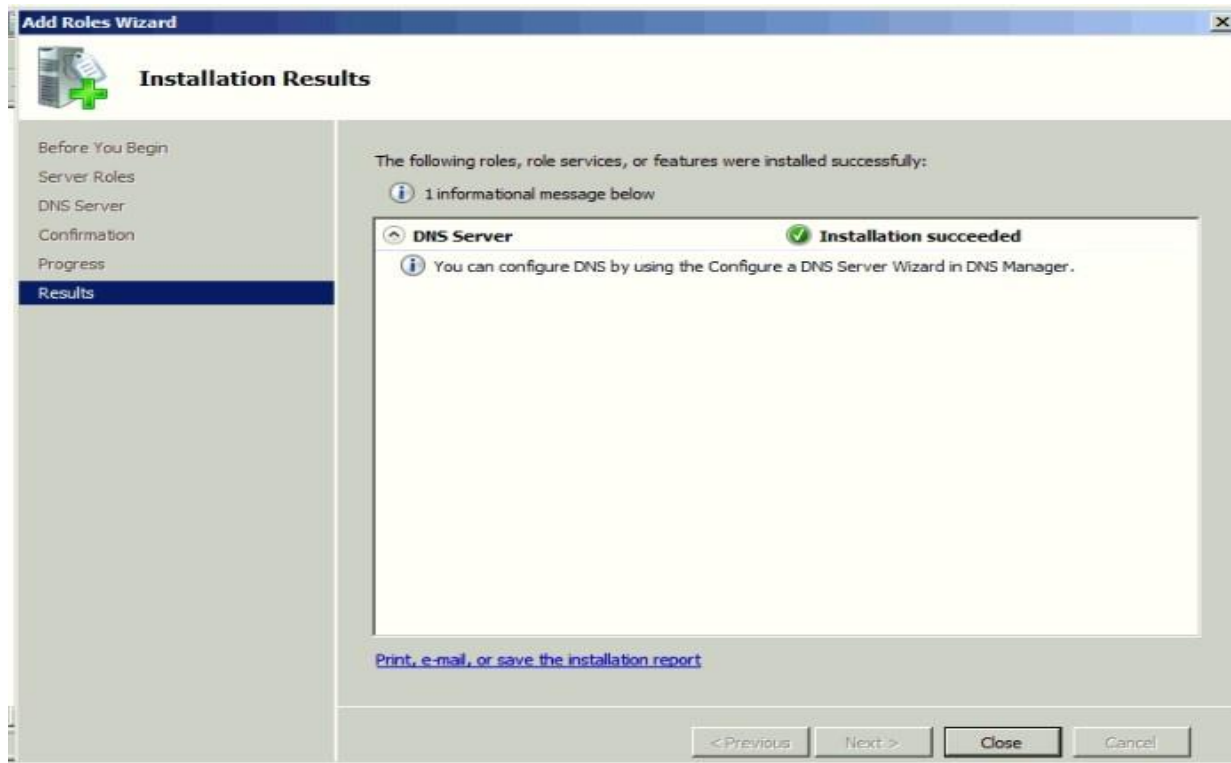 Add Roles Wizard
Installation Results
Before You Begin
Server Roles
DNS Server
Confirmation
Progress
Results
The following roles, role services, or features were installed successfully:
1 informational message below
DNS Server Installation succeeded
You can configure DNS by using the Configure a DNS Server Wizard in DNS Manager.
Print, e-mail, or save the installation report
< Previous Next > Close Cancel